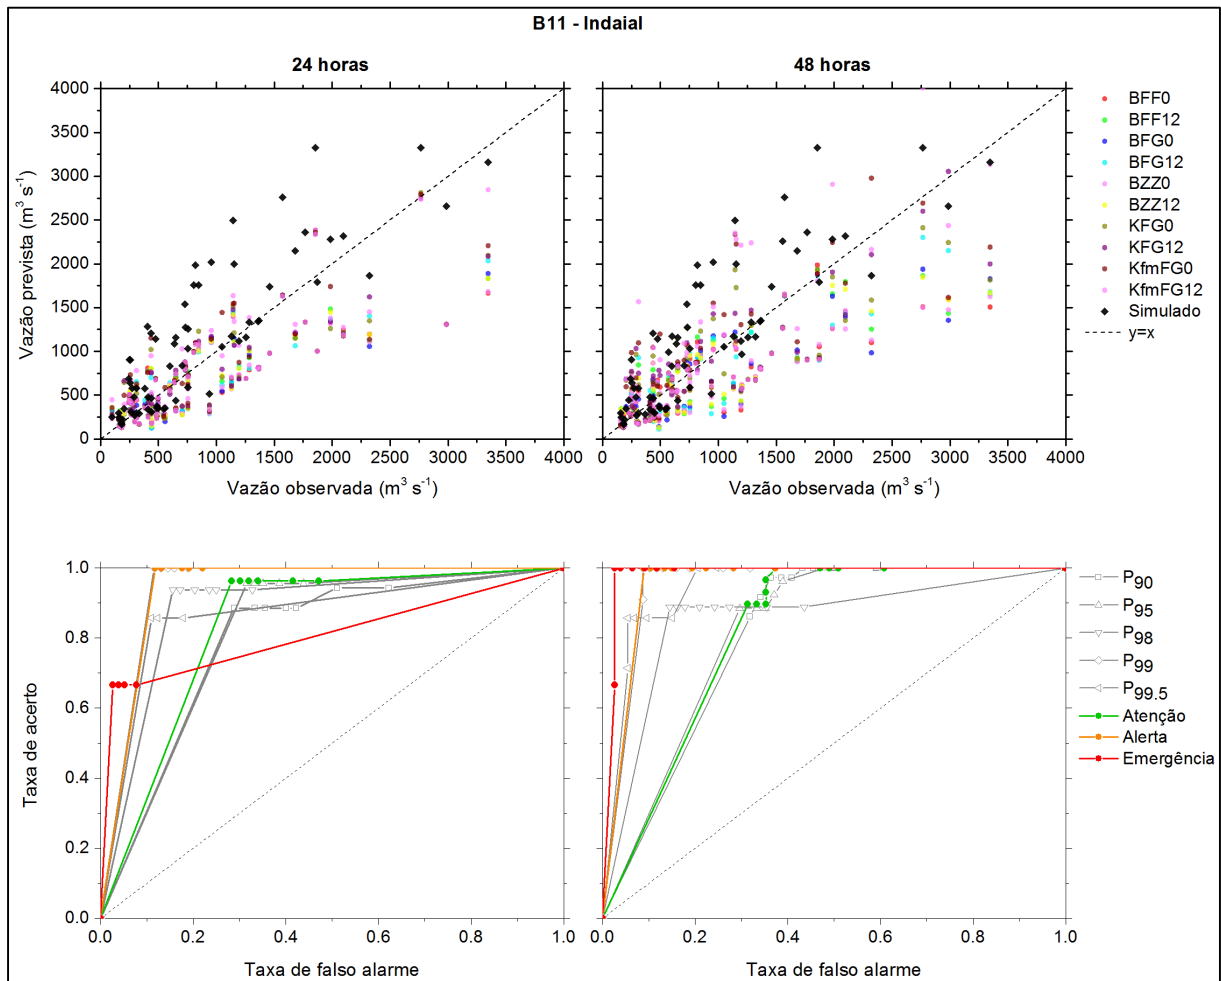 B11 - Indaial
24 horas
48 horas
4000
3500
3000
2500
2000
1500
1000
500
0
Vazão prevista (m³ s⁻¹)
0 500 1000 1500 2000 2500 3000 3500 4000
0 500 1000 1500 2000 2500 3000 3500 4000
Vazão observada (m³ s⁻¹)
Vazão observada (m³ s⁻¹)
BFF0
BFF12
BFG0
BFG12
BZZ0
BZZ12
KFG0
KFG12
KfmFG0
KfmFG12
Simulado
y=x
1.0
0.8
0.6
0.4
0.2
0.0
Taxa de acerto
0.0 0.2 0.4 0.6 0.8 1.0
0.0 0.2 0.4 0.6 0.8 1.0
Taxa de falso alarme
Taxa de falso alarme
P90
P95
P98
P99
P99.5
Atenção
Alerta
Emergência